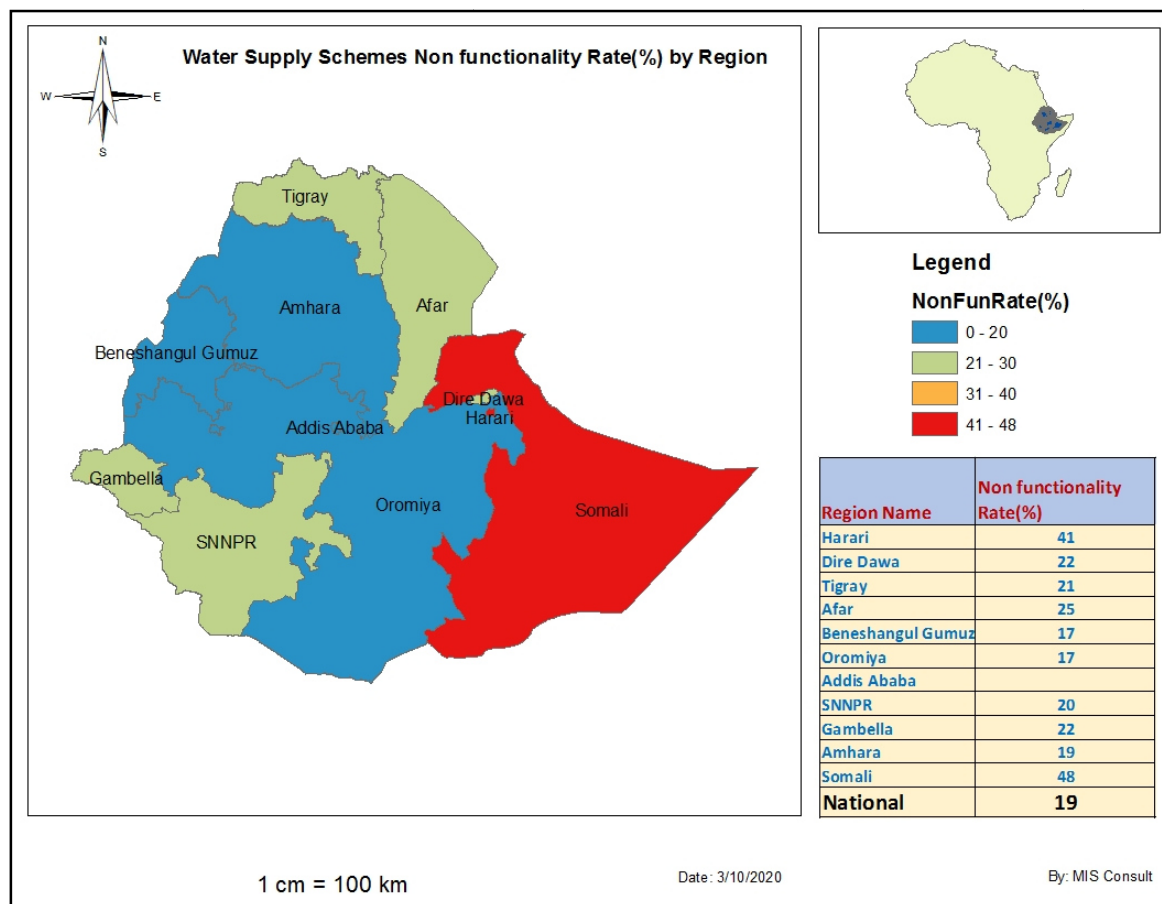 Water Supply Schemes Non functionality Rate(%) by Region
N
W E
S
Tigray
Amhara
Afar
Beneshangul Gumuz
Dire Dawa
Harari
Addis Ababa
Gambella
Oromiya
Somali
SNNPR
Legend
NonFunRate(%)
0 - 20
21 - 30
31 - 40
41 - 48
Region Name Non functionality Rate(%)
Harari 41
Dire Dawa 22
Tigray 21
Afar 25
Beneshangul Gumuz 17
Oromiya 17
Addis Ababa
SNNPR 20
Gambella 22
Amhara 19
Somali 48
National 19
1 cm = 100 km
Date: 3/10/2020
By: MIS Consult